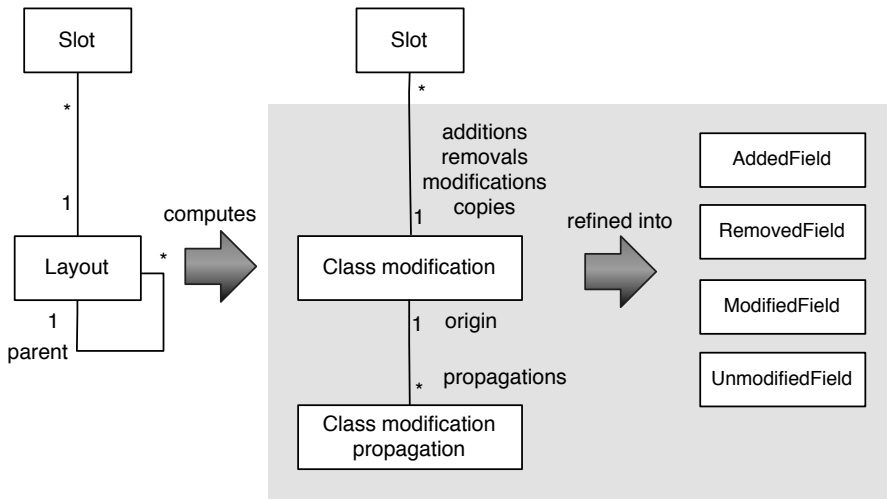 Slot
*
1
Layout
*
1
parent
computes
Slot
*
additions
removals
modifications
copies
1
Class modification
1
origin
*
propagations
Class modification
propagation
refined into
AddedField
RemovedField
ModifiedField
UnmodifiedField